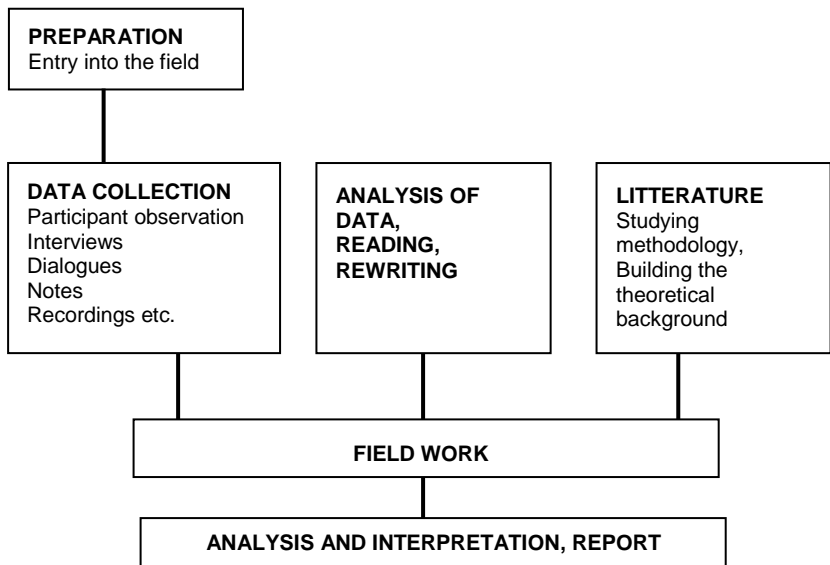 PREPARATION
Entry into the field
DATA COLLECTION
Participant observation
Interviews
Dialogues
Notes
Recordings etc.
ANALYSIS OF
DATA,
READING,
REWRITING
LITTERATURE
Studying
methodology,
Building the
theoretical
background
FIELD WORK
ANALYSIS AND INTERPRETATION, REPORT